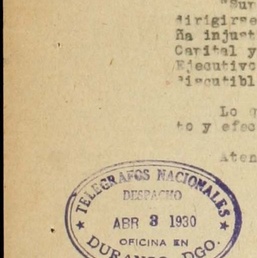 "Sur
dirigirse
Ha injust
Capital y
Ejecutivo
discutibl
Lo q
to y efec
Aten
★ TELEGRAFOS NACIONALES ★
DESPACHO
ABR 3 1930
OFICINA EN
DURANGO, DGO.